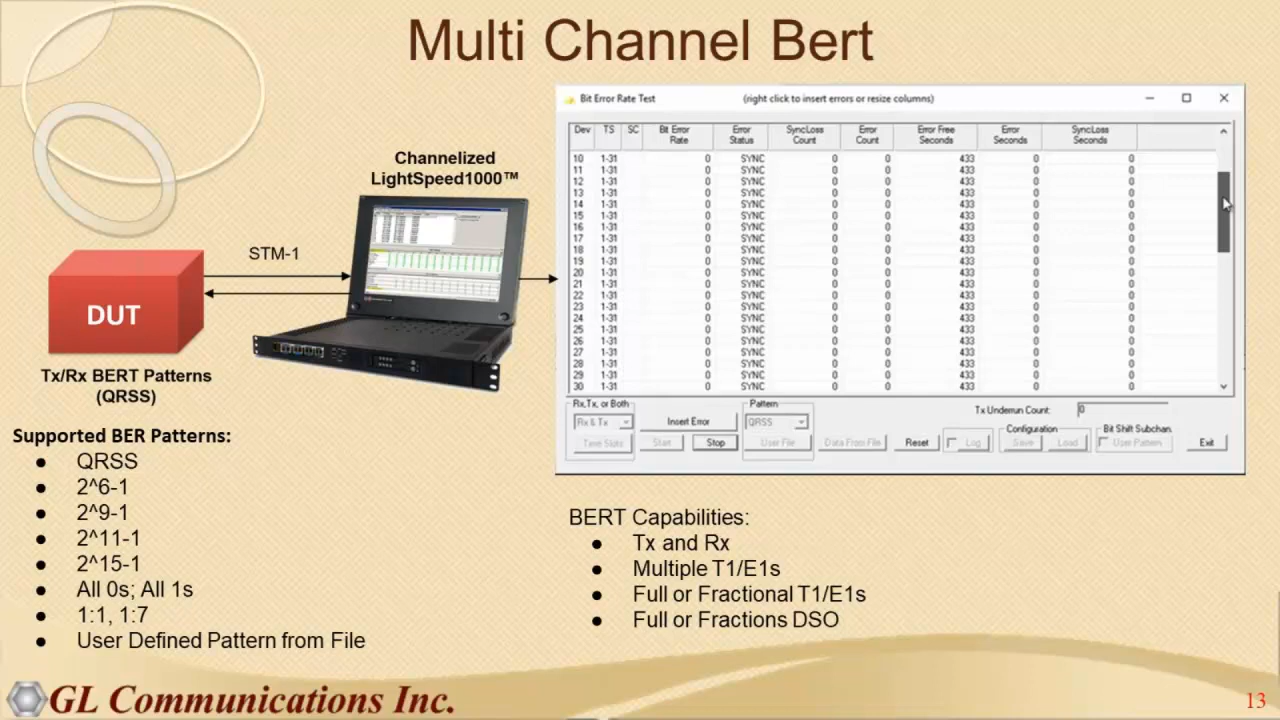 Multi Channel Bert
Channelized
LightSpeed1000™
STM-1
DUT
Tx/Rx BERT Patterns
(QRSS)
Supported BER Patterns:
● QRSS
● 2^6-1
● 2^9-1
● 2^11-1
● 2^15-1
● All 0s; All 1s
● 1:1, 1:7
● User Defined Pattern from File
Bit Error Rate Test (right click to insert errors or resize columns)
Dev TS SC Bit Error Rate Error Status SyncLoss Count Error Count Error Free Seconds Error Seconds SyncLoss Seconds
10 1-31 0 SYNC 0 0 433 0 0
11 1-31 0 SYNC 0 0 433 0 0
12 1-31 0 SYNC 0 0 433 0 0
13 1-31 0 SYNC 0 0 433 0 0
14 1-31 0 SYNC 0 0 433 0 0
15 1-31 0 SYNC 0 0 433 0 0
16 1-31 0 SYNC 0 0 433 0 0
17 1-31 0 SYNC 0 0 433 0 0
18 1-31 0 SYNC 0 0 433 0 0
19 1-31 0 SYNC 0 0 433 0 0
20 1-31 0 SYNC 0 0 433 0 0
21 1-31 0 SYNC 0 0 433 0 0
22 1-31 0 SYNC 0 0 433 0 0
23 1-31 0 SYNC 0 0 433 0 0
24 1-31 0 SYNC 0 0 433 0 0
25 1-31 0 SYNC 0 0 433 0 0
26 1-31 0 SYNC 0 0 433 0 0
27 1-31 0 SYNC 0 0 433 0 0
28 1-31 0 SYNC 0 0 433 0 0
29 1-31 0 SYNC 0 0 433 0 0
30 1-31 0 SYNC 0 0 433 0 0
Rx,Tx, or Both Pattern Tx Underrun Count: 0
Rx & Tx Insert Error QRSS Configuration Bit Shift Subchan.
Time Slots Start Stop User File Data From File Reset Log Save Load User Pattern Exit
BERT Capabilities:
● Tx and Rx
● Multiple T1/E1s
● Full or Fractional T1/E1s
● Full or Fractions DSO
GL Communications Inc.
13